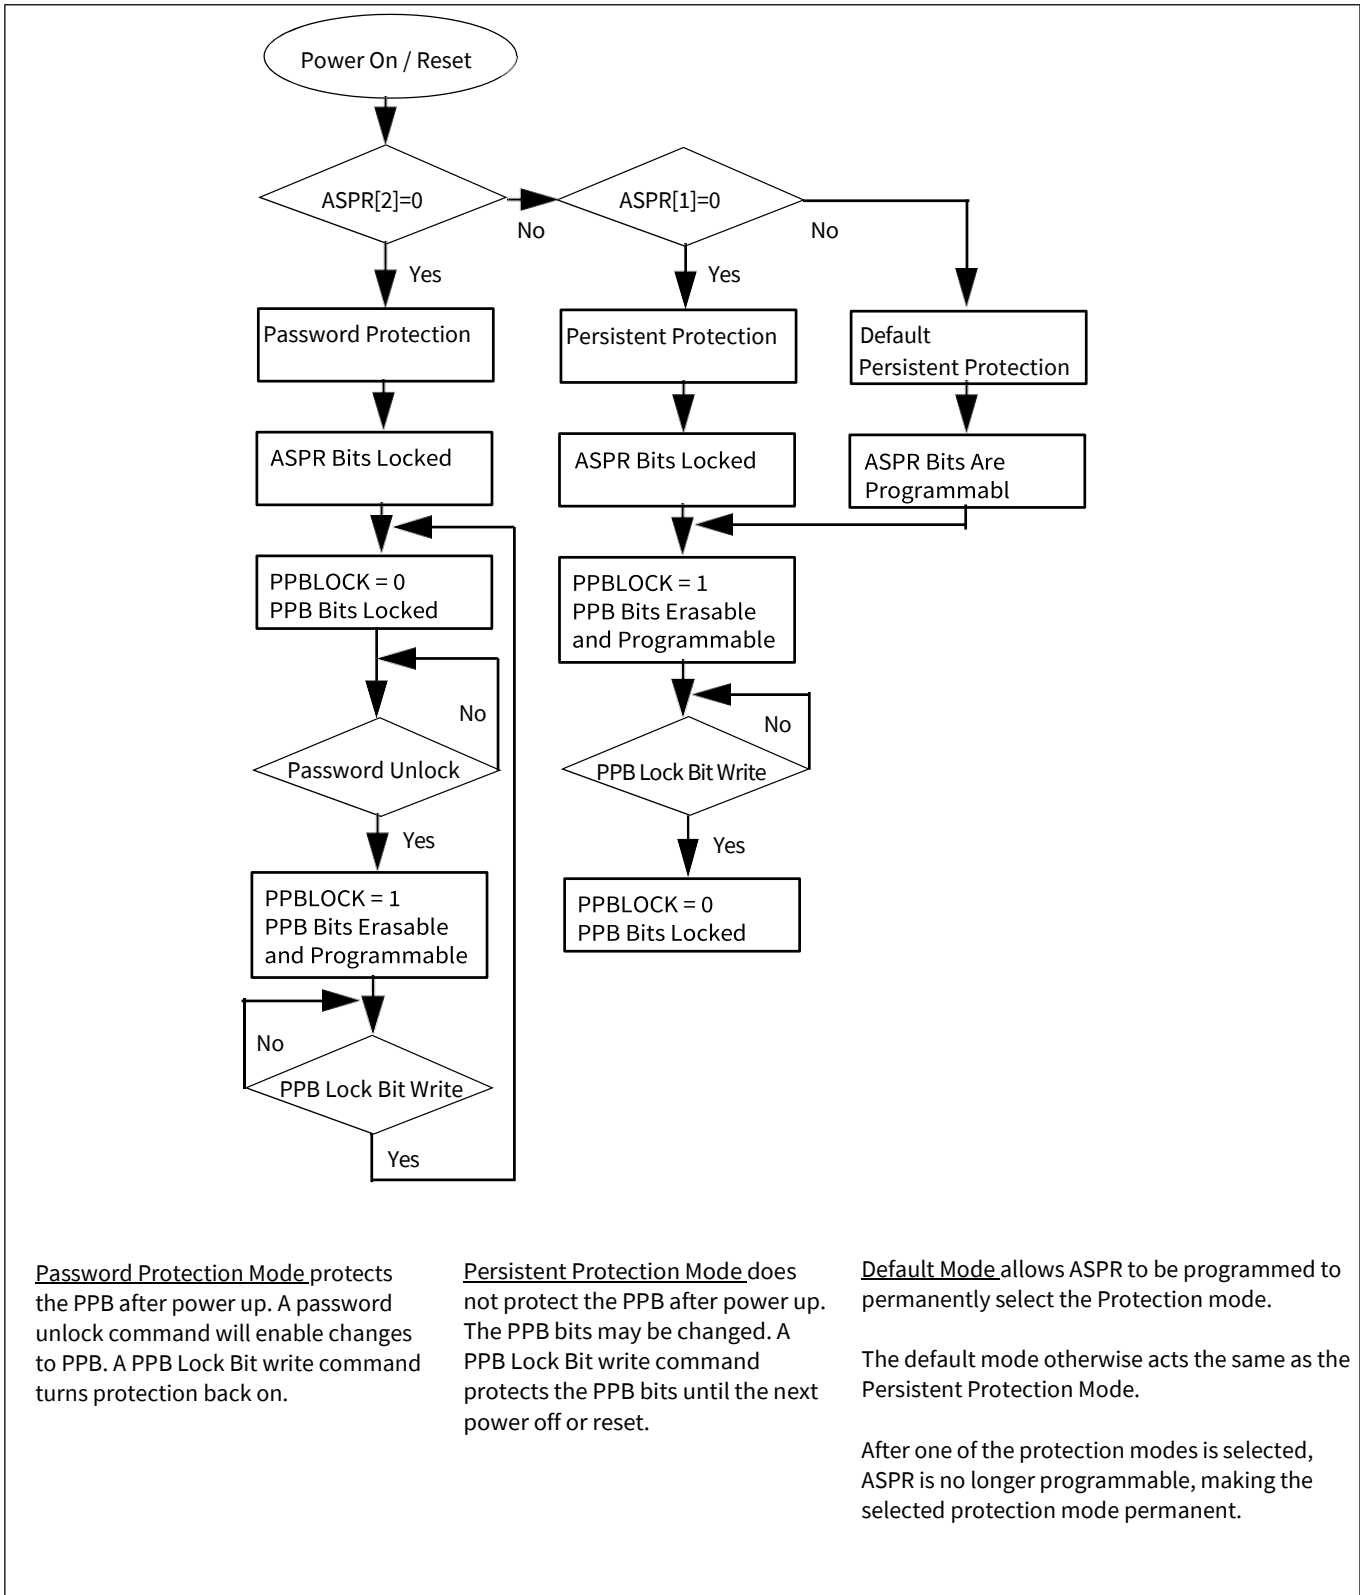 Power On / Reset
ASPR[2]=0
No
ASPR[1]=0
No
Yes
Yes
Password Protection
Persistent Protection
Default
Persistent Protection
ASPR Bits Locked
ASPR Bits Locked
ASPR Bits Are
Programmabl
PPBLOCK = 0
PPB Bits Locked
PPBLOCK = 1
PPB Bits Erasable
and Programmable
No
Password Unlock
No
PPB Lock Bit Write
Yes
Yes
PPBLOCK = 1
PPB Bits Erasable
and Programmable
PPBLOCK = 0
PPB Bits Locked
No
PPB Lock Bit Write
Yes
Password Protection Mode protects
the PPB after power up. A password
unlock command will enable changes
to PPB. A PPB Lock Bit write command
turns protection back on.
Persistent Protection Mode does
not protect the PPB after power up.
The PPB bits may be changed. A
PPB Lock Bit write command
protects the PPB bits until the next
power off or reset.
Default Mode allows ASPR to be programmed to
permanently select the Protection mode.
The default mode otherwise acts the same as the
Persistent Protection Mode.
After one of the protection modes is selected,
ASPR is no longer programmable, making the
selected protection mode permanent.